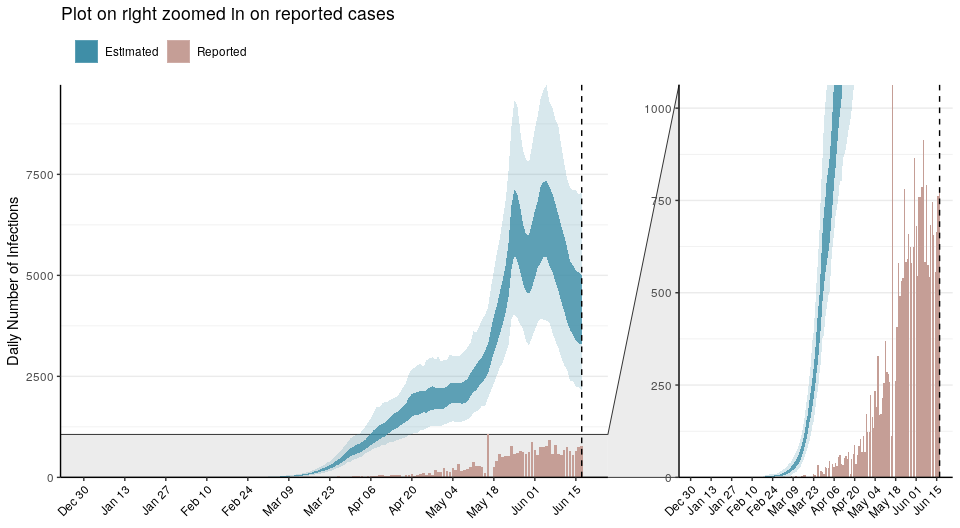 Plot on right zoomed in on reported cases
Estimated Reported
Daily Number of Infections
7500
5000
2500
0
Dec 30 Jan 13 Jan 27 Feb 10 Feb 24 Mar 09 Mar 23 Apr 06 Apr 20 May 04 May 18 Jun 01 Jun 15
1000
750
500
250
0
Dec 30 Jan 13 Jan 27 Feb 10 Feb 24 Mar 09 Mar 23 Apr 06 Apr 20 May 04 May 18 Jun 01 Jun 15